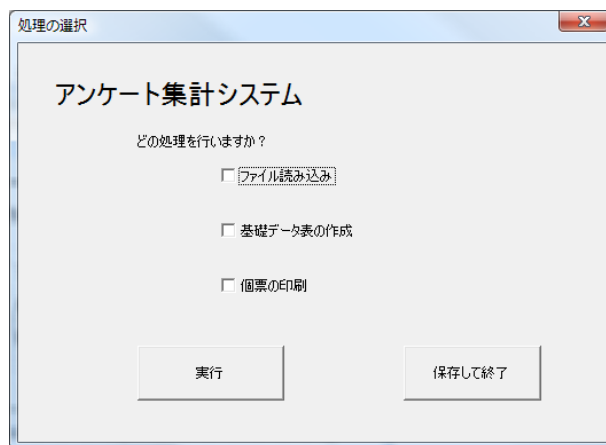 処理の選択
アンケート集計システム
どの処理を行いますか？
ファイル読み込み
基礎データ表の作成
個票の印刷
実行
保存して終了